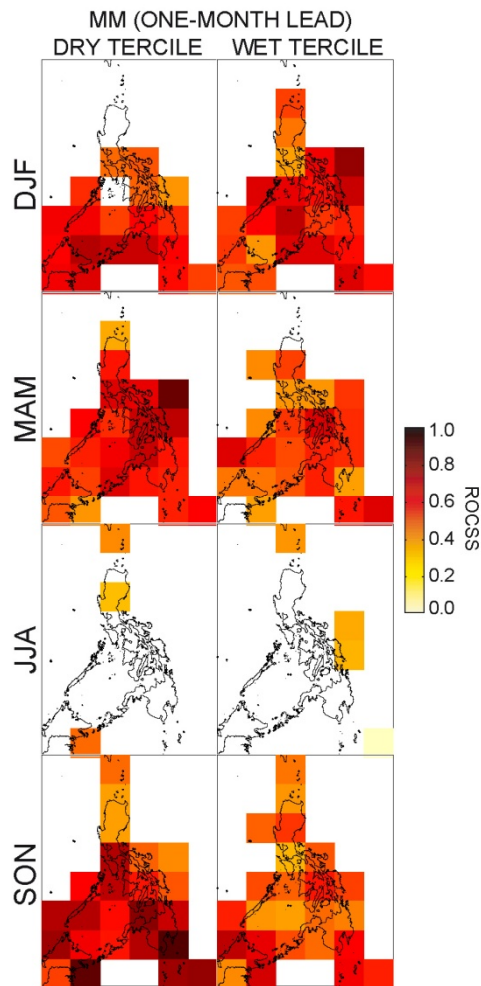 MM (ONE-MONTH LEAD)
DRY TERCILE WET TERCILE
DJF
MAM
JJA
SON
1.0
0.8
0.6
0.4
0.2
0.0
ROCSS